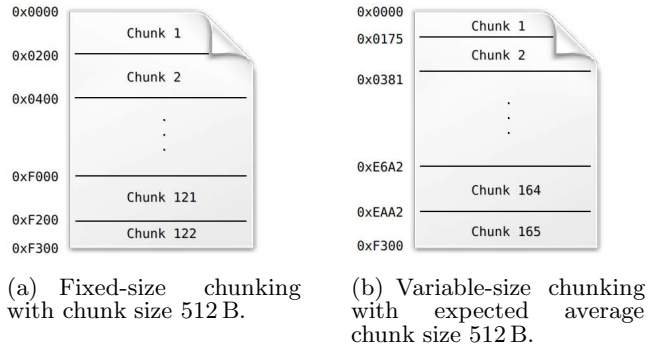 0x0000
Chunk 1
0x0200
Chunk 2
0x0400
.
.
.
0xF000
Chunk 121
0xF200
Chunk 122
0xF300
(a) Fixed-size chunking
with chunk size 512 B.
0x0000
Chunk 1
0x0175
Chunk 2
0x0381
.
.
.
0xE6A2
Chunk 164
0xEAA2
Chunk 165
0xF300
(b) Variable-size chunking
with expected average
chunk size 512 B.